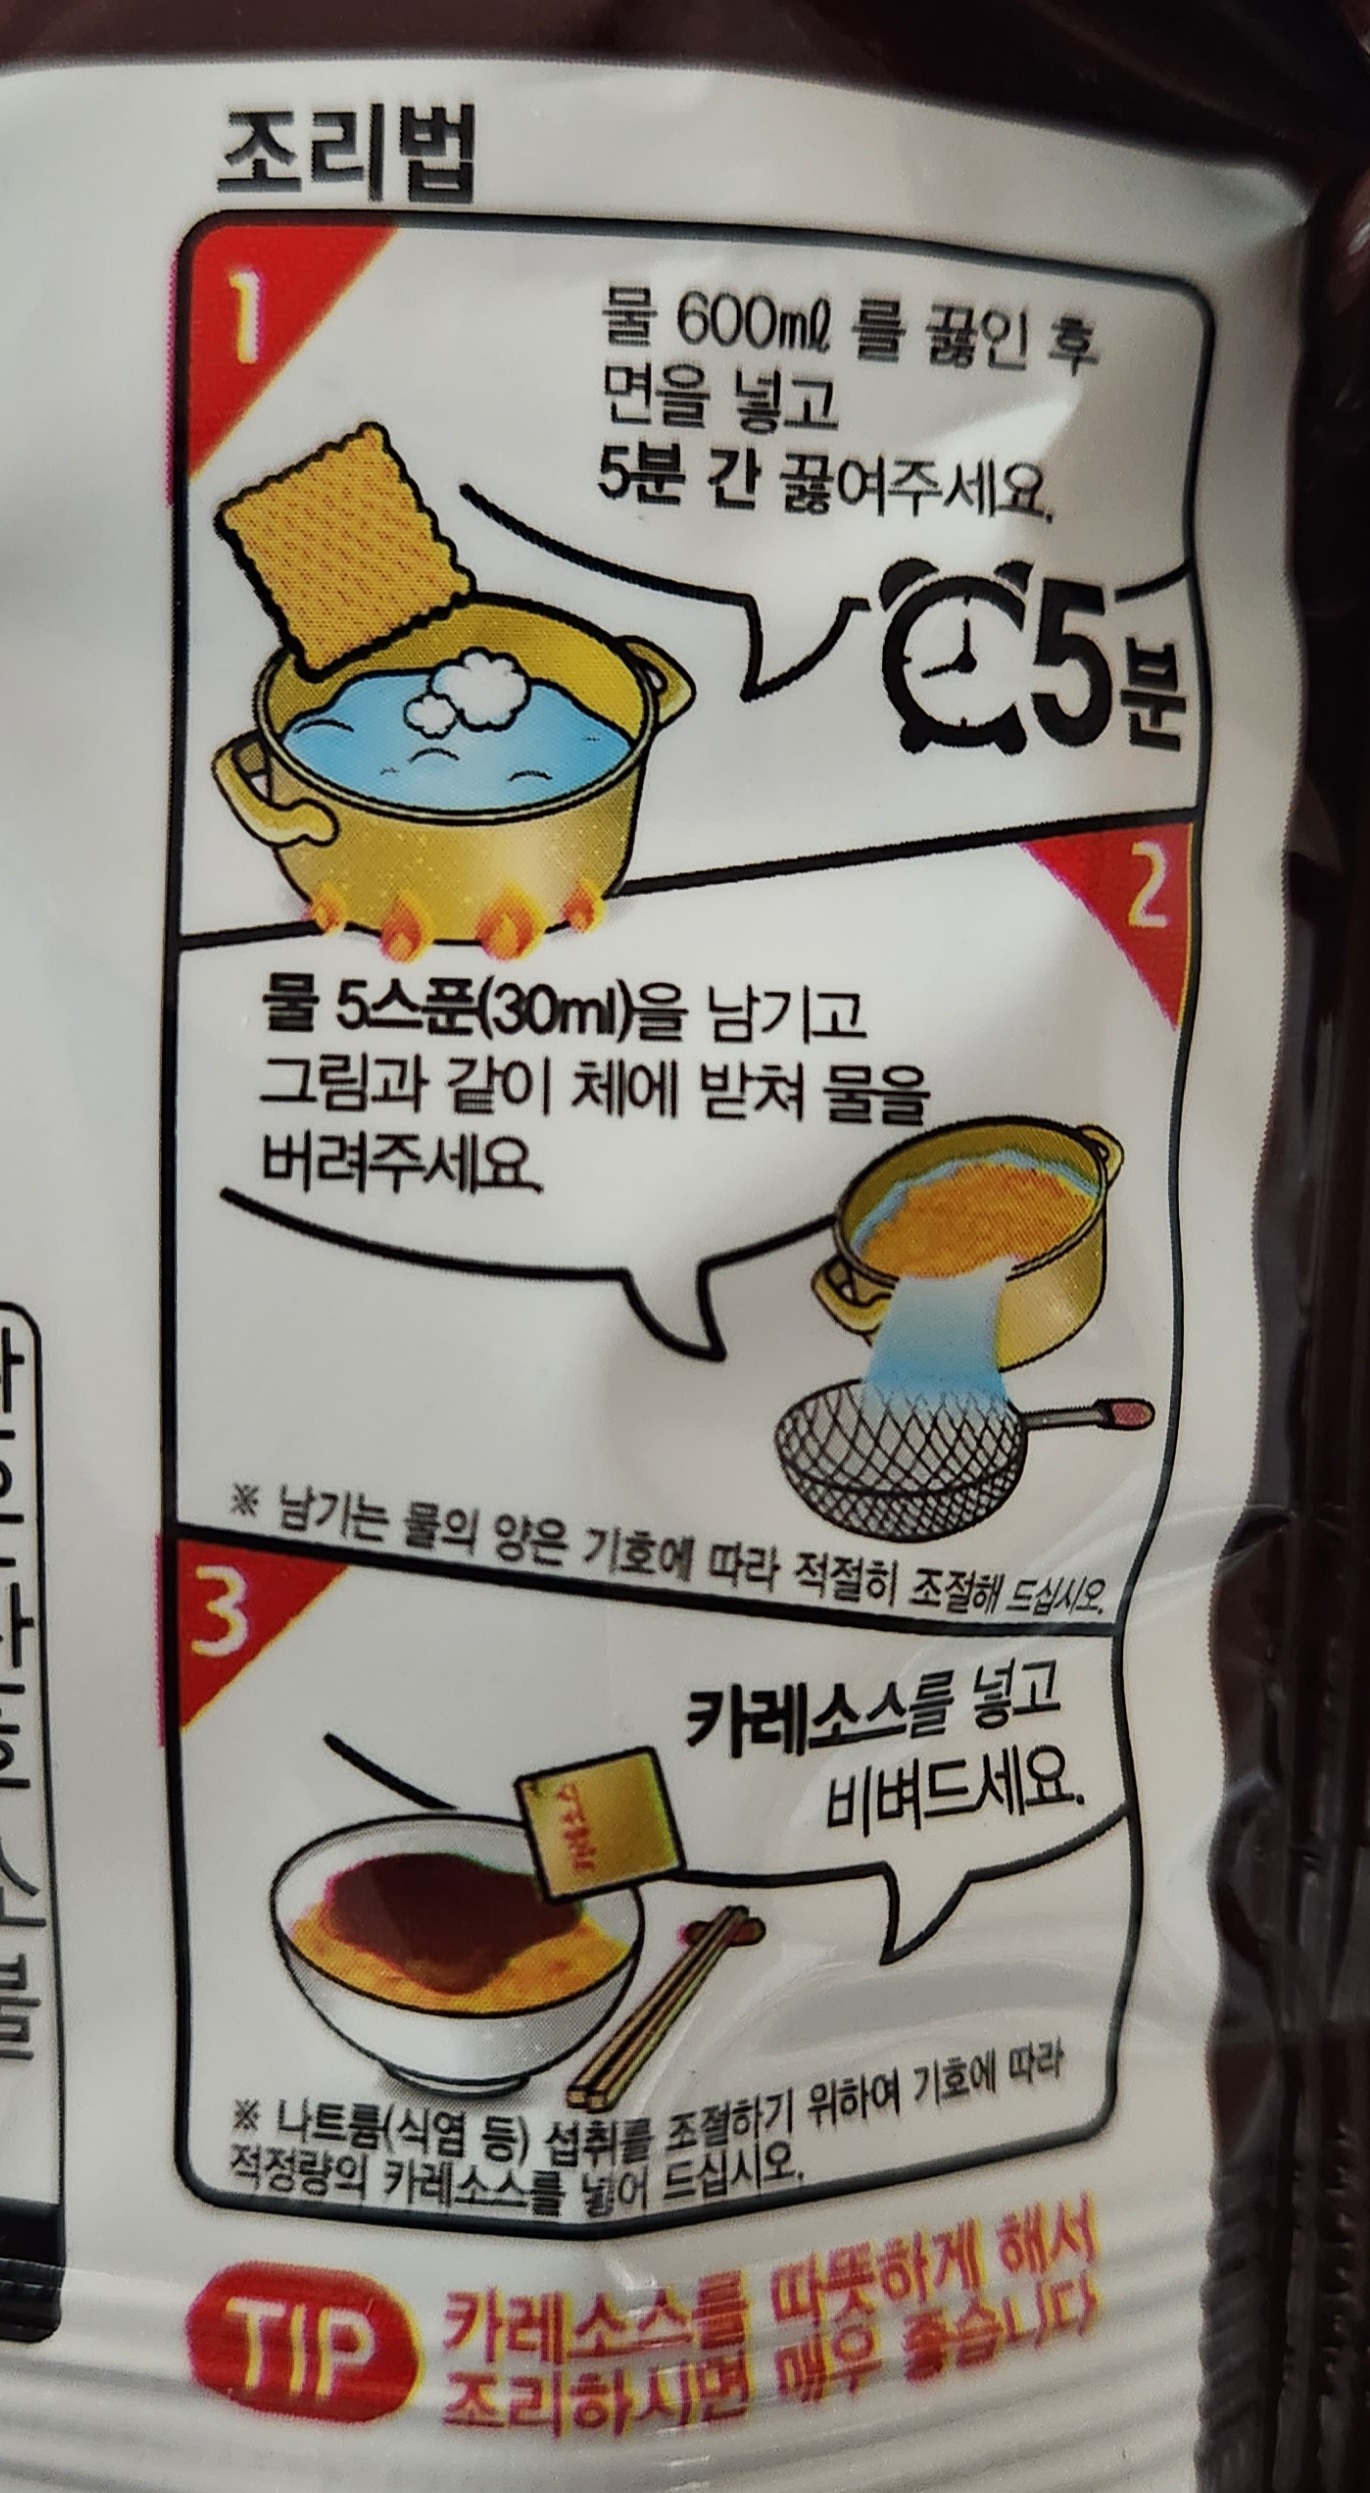 조리법
1
물 600㎖ 를 끓인 후
면을 넣고
5분 간 끓여주세요.
5분
2
물 5스푼(30ml)을 남기고
그림과 같이 체에 받쳐 물을
버려주세요.
※ 남기는 물의 양은 기호에 따라 적절히 조절해 드십시오.
3
카레소스를 넣고
비벼드세요.
※ 나트륨(식염 등) 섭취를 조절하기 위하여 기호에 따라
적정량의 카레소스를 넣어 드십시오.
TIP
카레소스를 따뜻하게 해서
조리하시면 매우 좋습니다